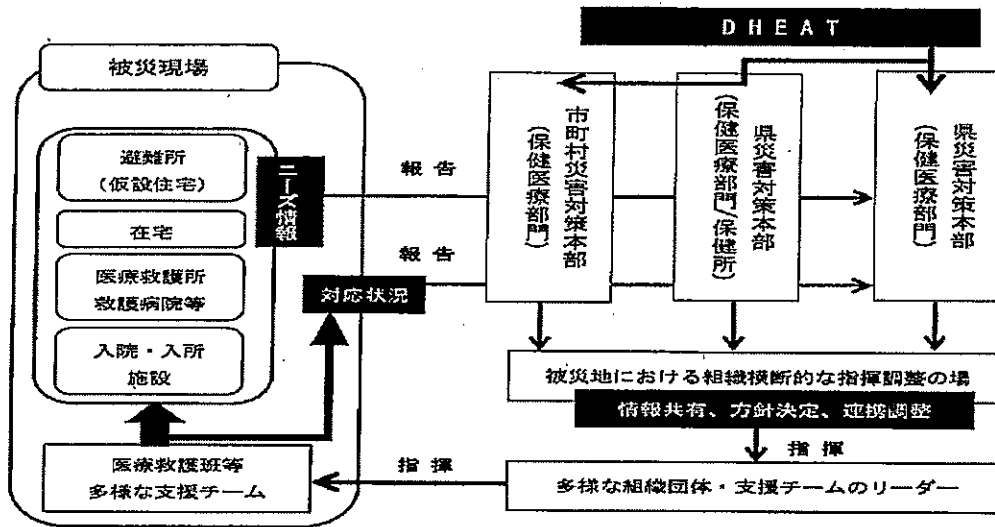 DHEAT
被災現場
避難所
(仮設住宅)
在宅
医療救護所
救護病院等
入院・入所
施設
ニーズ情報
対応状況
医療救護班等
多様な支援チーム
報告
報告
市町村災害対策本部
(保健医療部門)
県災害対策本部
(保健医療部門/保健所)
県災害対策本部
(保健医療部門)
被災地における組織横断的な指揮調整の場
情報共有、方針決定、連携調整
指揮
指揮
多様な組織団体・支援チームのリーダー